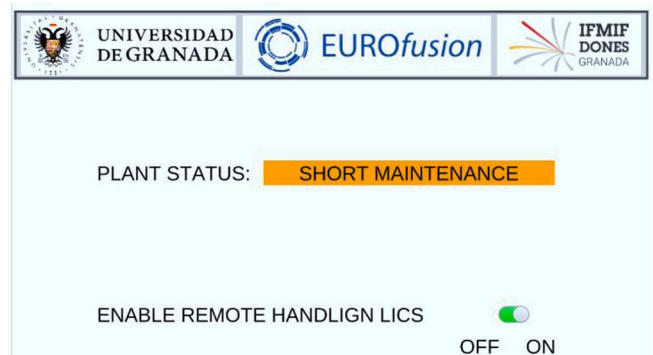 UNIVERSIDAD
DE GRANADA
EUROfusion
IFMIF
DONES
GRANADA
PLANT STATUS: SHORT MAINTENANCE
ENABLE REMOTE HANDLIGN LICS
OFF ON